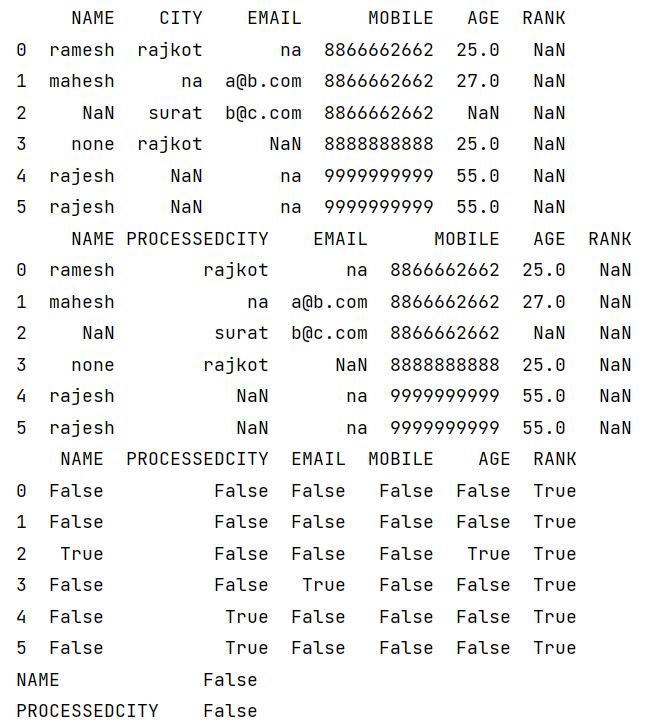 NAME    CITY    EMAIL      MOBILE   AGE  RANK
0  ramesh  rajkot       na  8866662662  25.0   NaN
1  mahesh      na  a@b.com  8866662662  27.0   NaN
2     NaN   surat  b@c.com  8866662662   NaN   NaN
3    none  rajkot      NaN  8888888888  25.0   NaN
4  rajesh     NaN       na  9999999999  55.0   NaN
5  rajesh     NaN       na  9999999999  55.0   NaN
     NAME PROCESSEDCITY    EMAIL      MOBILE   AGE  RANK
0  ramesh        rajkot       na  8866662662  25.0   NaN
1  mahesh            na  a@b.com  8866662662  27.0   NaN
2     NaN         surat  b@c.com  8866662662   NaN   NaN
3    none        rajkot      NaN  8888888888  25.0   NaN
4  rajesh           NaN       na  9999999999  55.0   NaN
5  rajesh           NaN       na  9999999999  55.0   NaN
    NAME  PROCESSEDCITY  EMAIL  MOBILE    AGE  RANK
0  False          False  False   False  False  True
1  False          False  False   False  False  True
2   True          False  False   False   True  True
3  False          False   True   False  False  True
4  False           True  False   False  False  True
5  False           True  False   False  False  True
NAME             False
PROCESSEDCITY    False